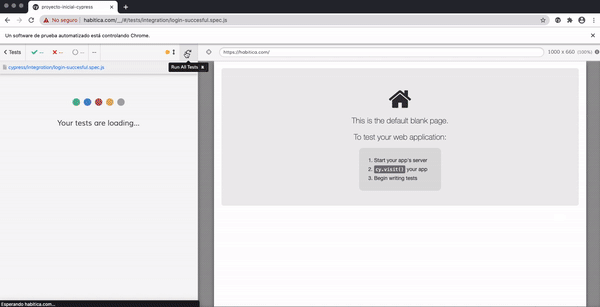 proyecto-inicial-cypress
No seguro | habitica.com/__/#/tests/integration/login-succesful.spec.js
Un software de prueba automatizado está controlando Chrome.
Tests
--
--
--
--
https://habitica.com/
1000 x 660 (100%)
Run All Tests
cypress/integration/login-succesful.spec.js
Your tests are loading...
This is the default blank page.
To test your web application:
1. Start your app's server
2. cy.visit() your app
3. Begin writing tests
Esperando habitica.com...